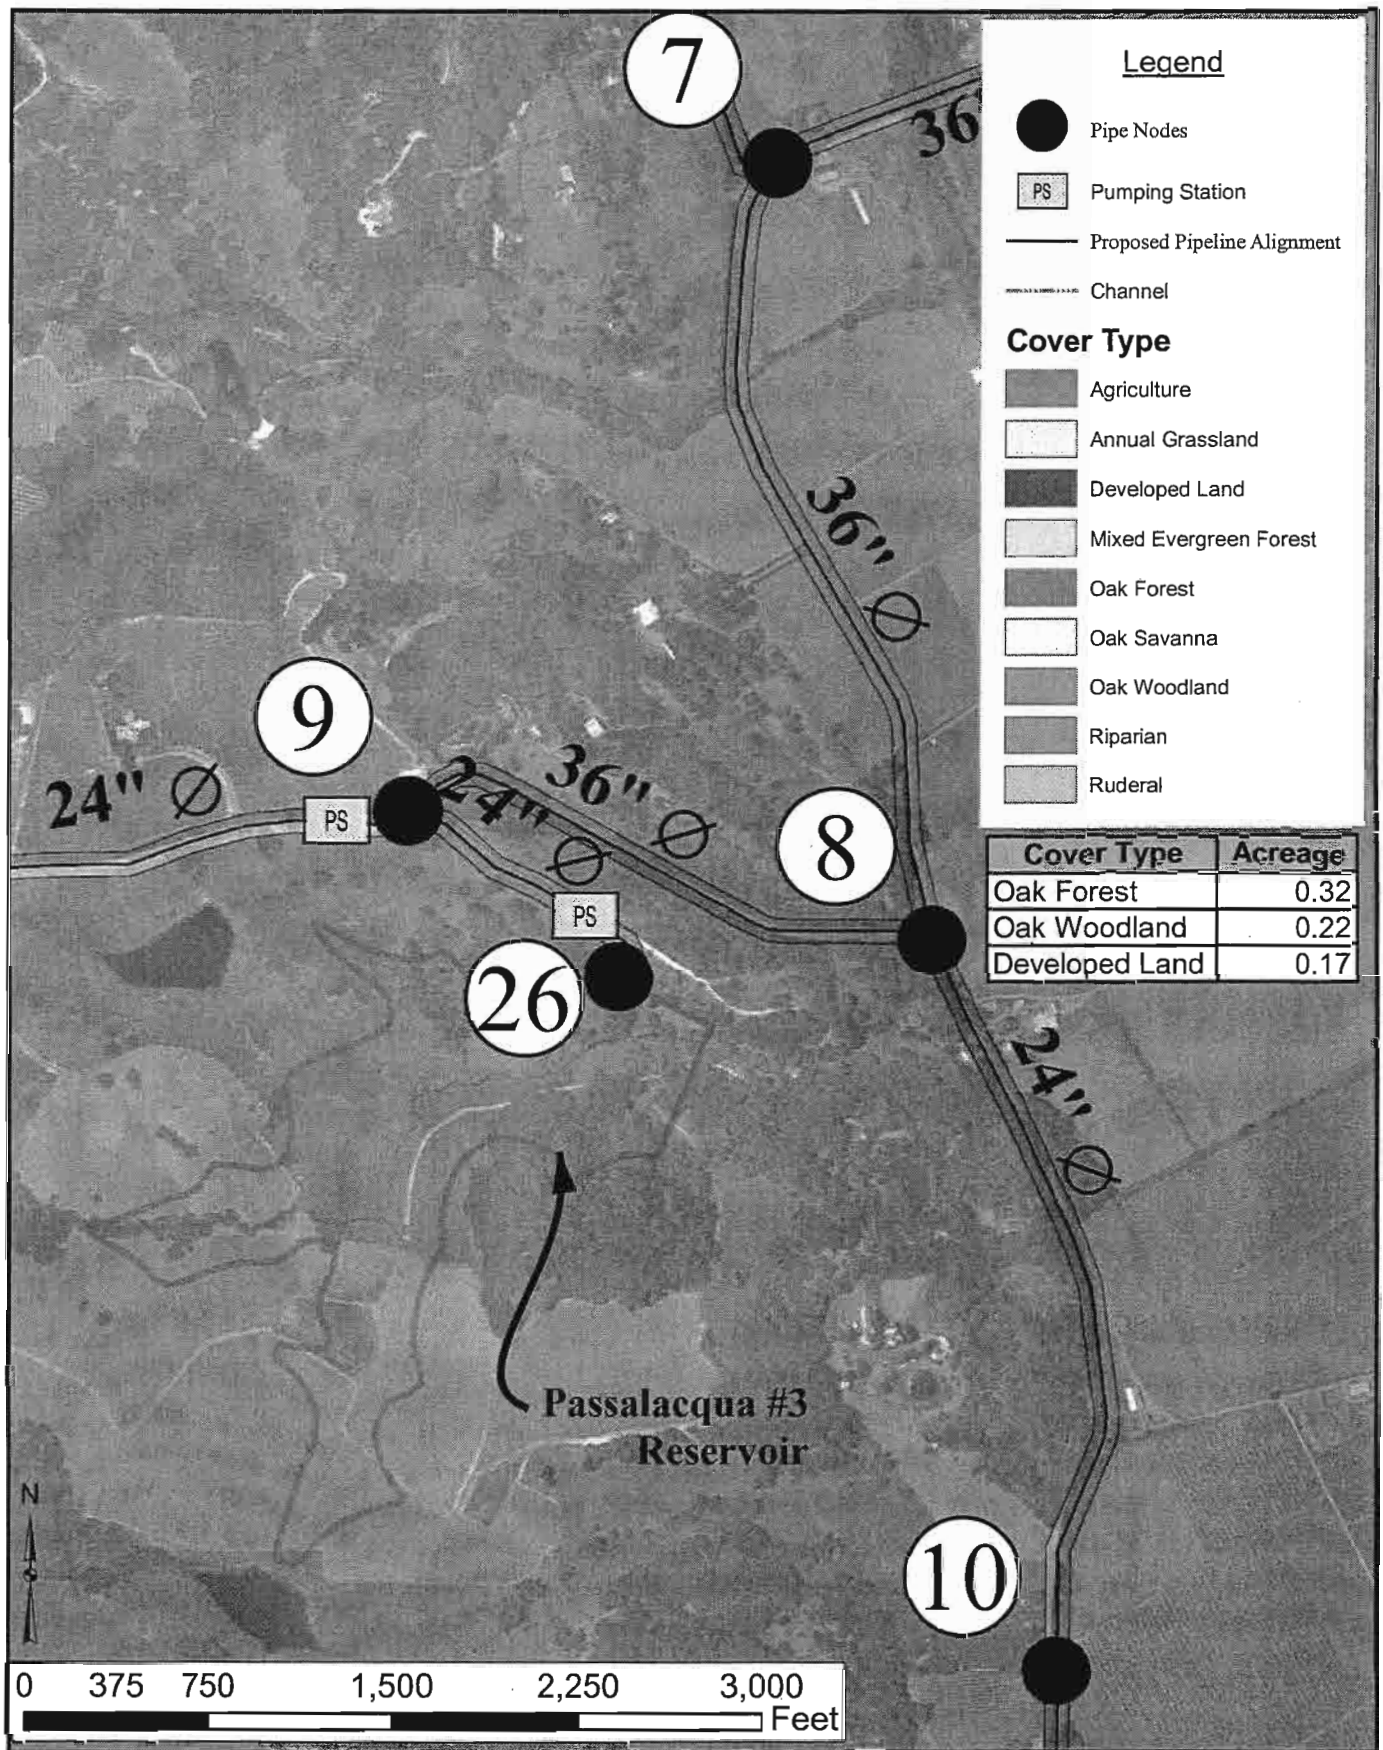 7
36
Legend
Pipe Nodes
PS Pumping Station
Proposed Pipeline Alignment
Channel
Cover Type
Agriculture
Annual Grassland
Developed Land
Mixed Evergreen Forest
Oak Forest
Oak Savanna
Oak Woodland
Riparian
Ruderal
36" Ø
9
24" Ø
PS
24" Ø
36" Ø
8
Cover Type Acreage
Oak Forest 0.32
Oak Woodland 0.22
Developed Land 0.17
PS
26
24" Ø
Passalacqua #3
Reservoir
N
10
0 375 750 1,500 2,250 3,000
Feet